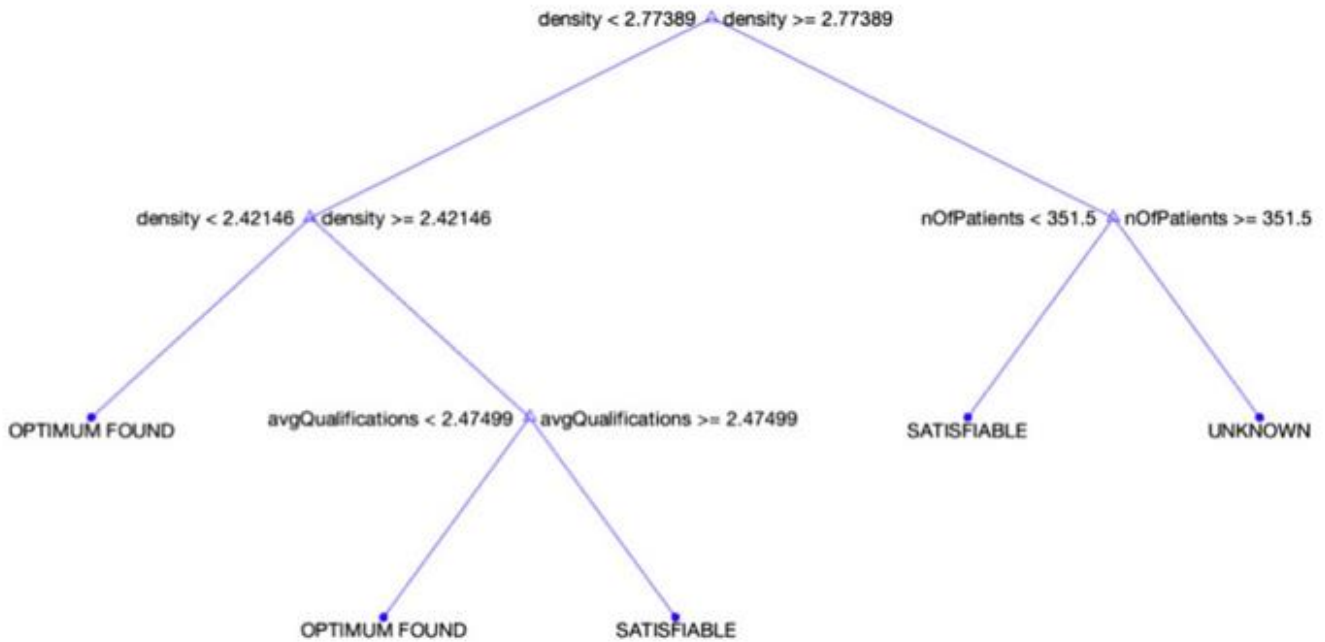 density < 2.77389 density >= 2.77389
density < 2.42146 density >= 2.42146
nOfPatients < 351.5 nOfPatients >= 351.5
OPTIMUM FOUND
avgQualifications < 2.47499 avgQualifications >= 2.47499
SATISFIABLE
UNKNOWN
OPTIMUM FOUND
SATISFIABLE